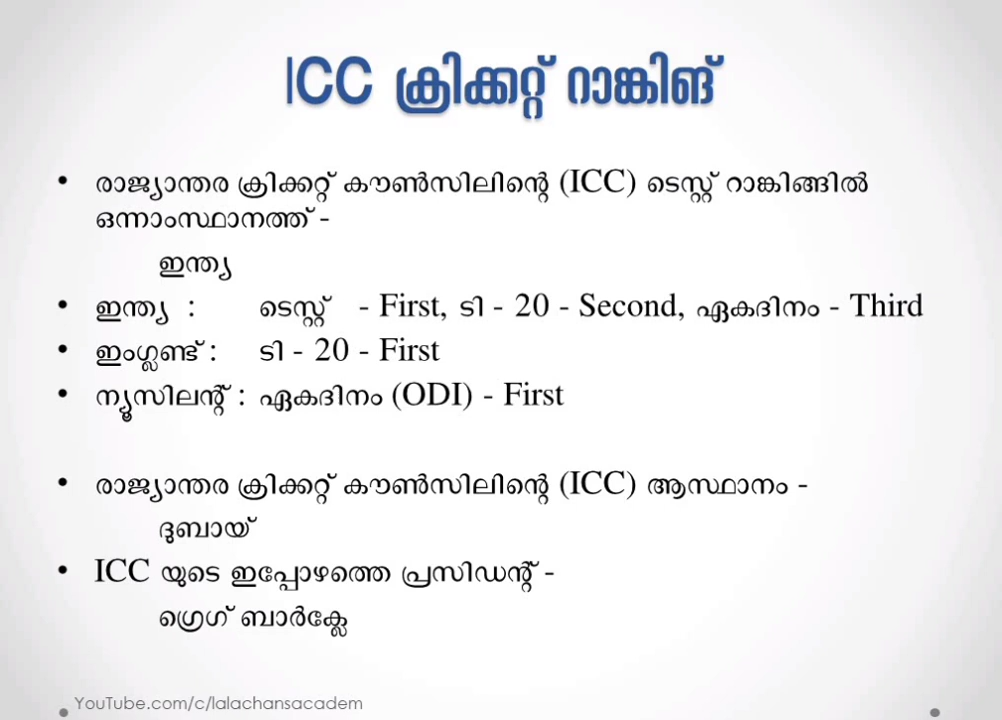 ICC ക്രിക്കറ്റ് റാങ്കിങ്
• രാജ്യാന്തര ക്രിക്കറ്റ് കൗൺസിലിന്റെ (ICC) ടെസ്റ്റ് റാങ്കിങ്ങിൽ
ഒന്നാംസ്ഥാനത്ത് -
ഇന്ത്യ
• ഇന്ത്യ : ടെസ്റ്റ് - First, ടി - 20 - Second, ഏകദിനം - Third
• ഇംഗ്ലണ്ട് : ടി - 20 - First
• ന്യൂസിലന്റ് : ഏകദിനം (ODI) - First
• രാജ്യാന്തര ക്രിക്കറ്റ് കൗൺസിലിന്റെ (ICC) ആസ്ഥാനം -
ദുബായ്
• ICC യുടെ ഇപ്പോഴത്തെ പ്രസിഡന്റ് -
ഗ്രെഗ് ബാർക്ലേ
YouTube.com/c/lalachansacadem